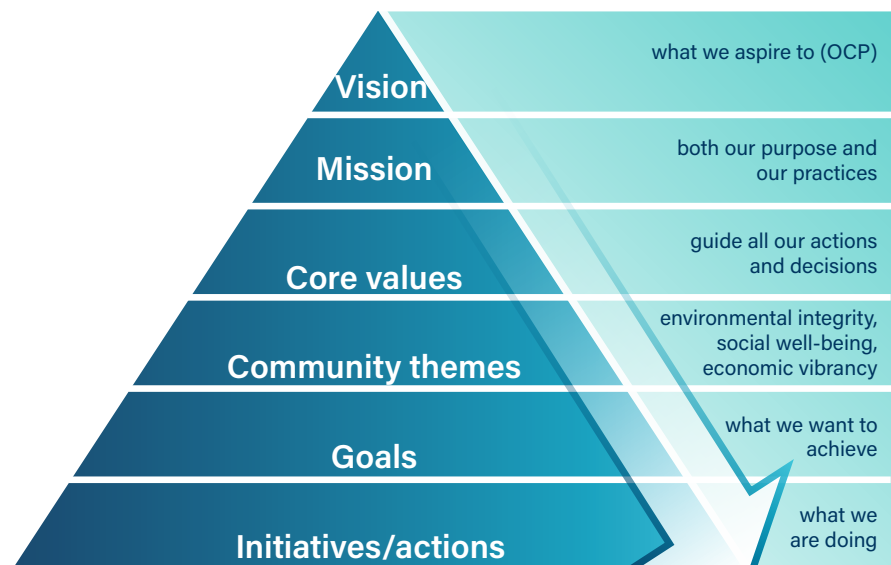 Vision
what we aspire to (OCP)
Mission
both our purpose and
our practices
Core values
guide all our actions
and decisions
Community themes
environmental integrity,
social well-being,
economic vibrancy
Goals
what we want to
achieve
Initiatives/actions
what we
are doing